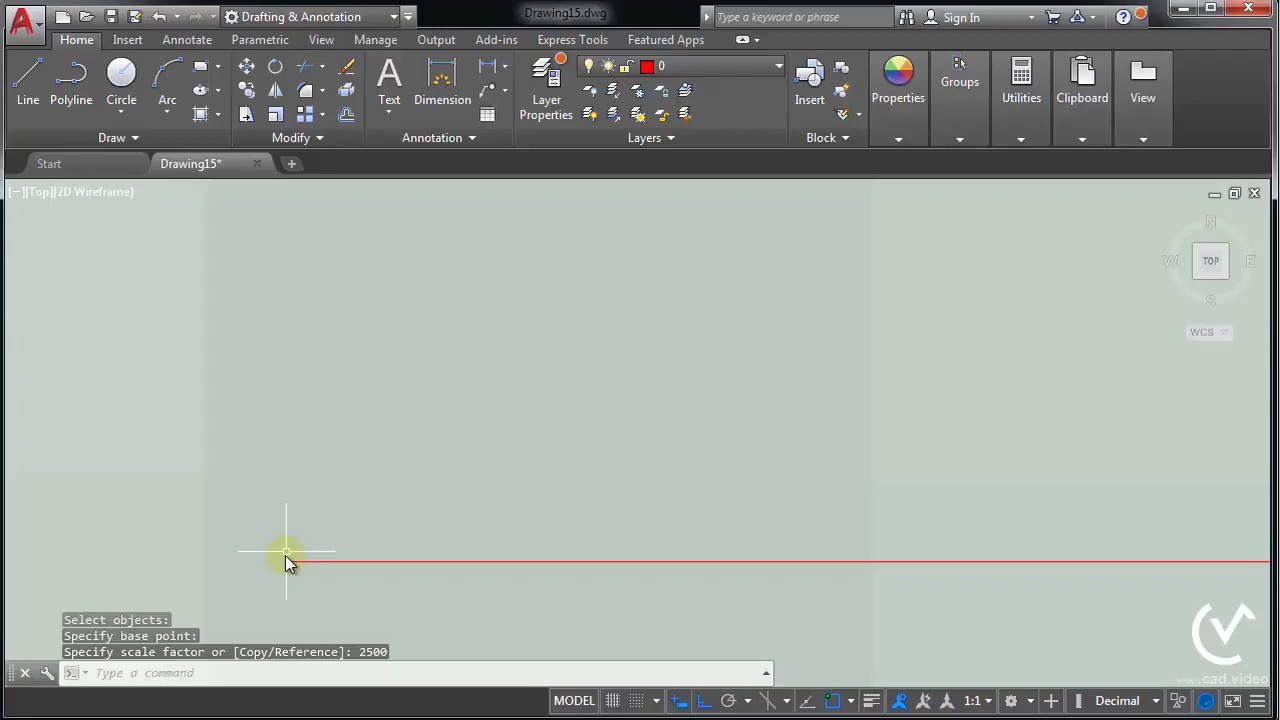 Drafting & Annotation
Drawing15.dwg
Type a keyword or phrase
Sign In
Home
Insert
Annotate
Parametric
View
Manage
Output
Add-ins
Express Tools
Featured Apps
Line
Polyline
Circle
Arc
Text
Dimension
Layer
Properties
0
Insert
Properties
Groups
Utilities
Clipboard
View
Draw
Modify
Annotation
Layers
Block
Start
Drawing15*
[−][Top][2D Wireframe]
N
W
TOP
E
S
WCS
Select objects:
Specify base point:
Specify scale factor or [Copy/Reference]: 2500
Type a command
www.cad.video
MODEL
1:1
Decimal